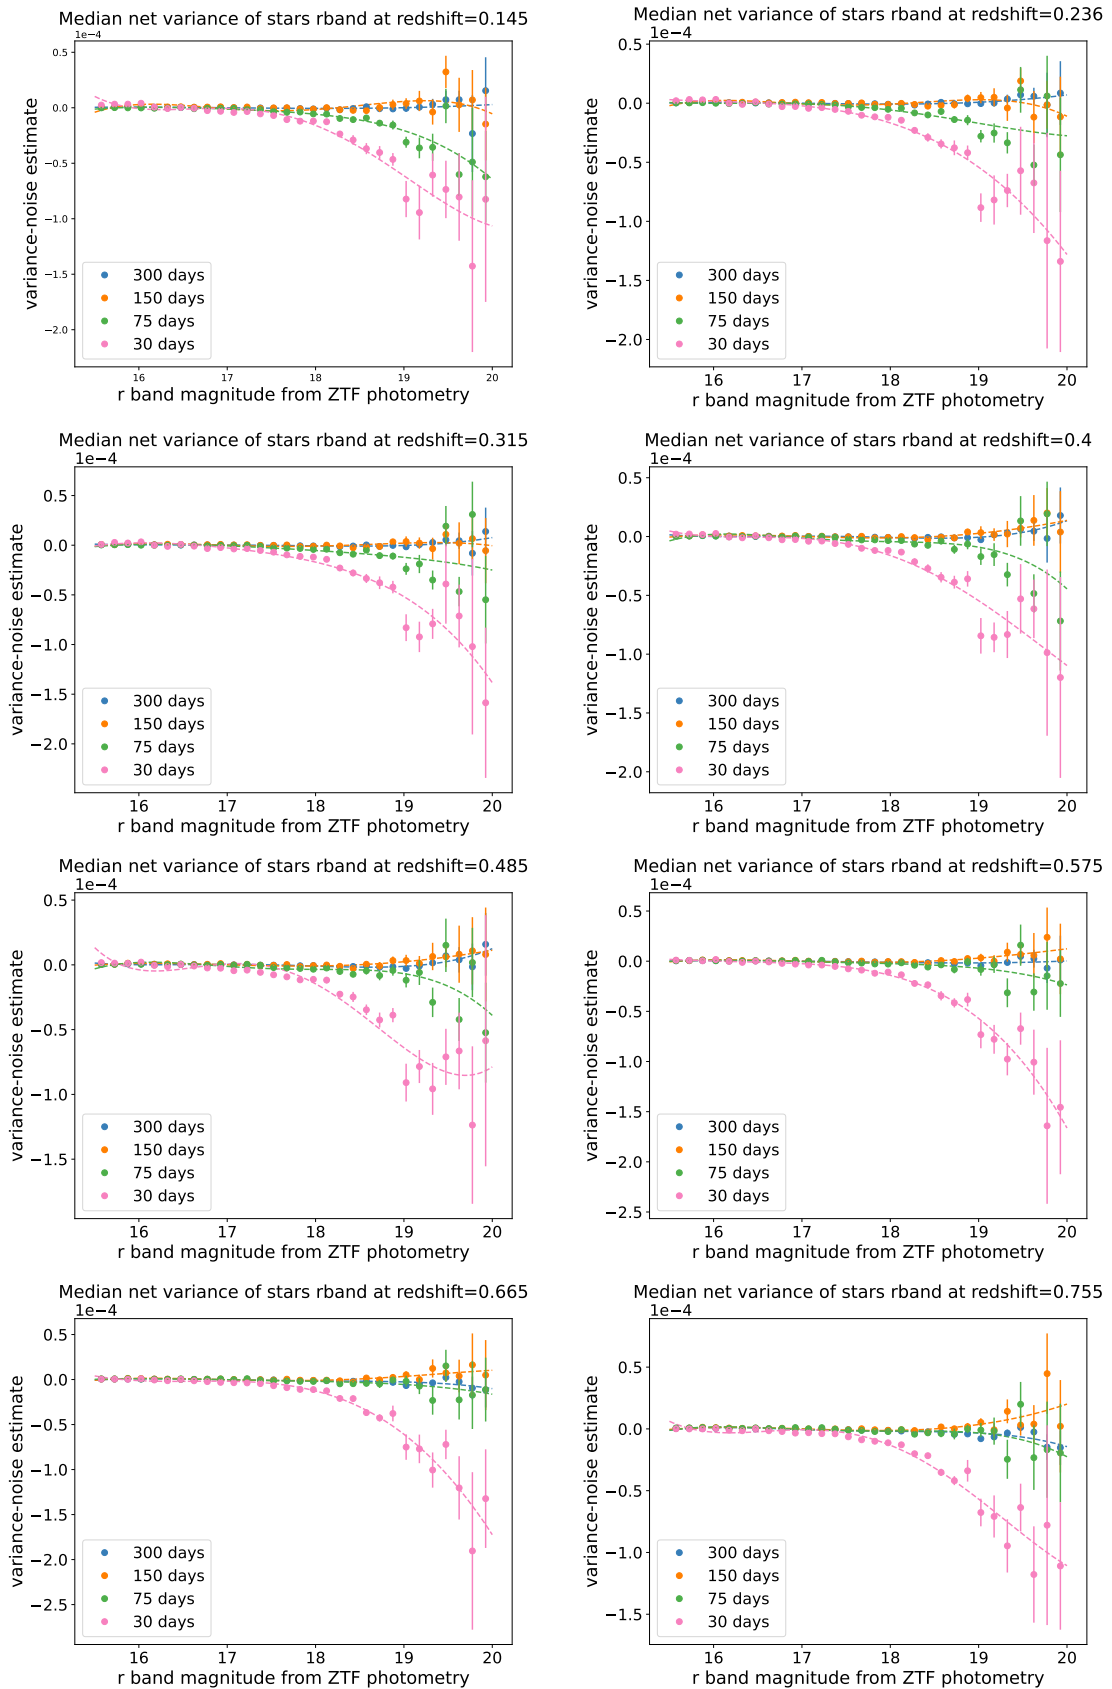 Median net variance of stars rband at redshift=0.145
1e−4
0.5
0.0
−0.5
−1.0
−1.5
−2.0
variance-noise estimate
300 days
150 days
75 days
30 days
16 17 18 19 20
r band magnitude from ZTF photometry
Median net variance of stars rband at redshift=0.236
1e−4
0.5
0.0
−0.5
−1.0
−1.5
−2.0
variance-noise estimate
300 days
150 days
75 days
30 days
16 17 18 19 20
r band magnitude from ZTF photometry
Median net variance of stars rband at redshift=0.315
1e−4
0.5
0.0
−0.5
−1.0
−1.5
−2.0
variance-noise estimate
300 days
150 days
75 days
30 days
16 17 18 19 20
r band magnitude from ZTF photometry
Median net variance of stars rband at redshift=0.4
1e−4
0.5
0.0
−0.5
−1.0
−1.5
−2.0
variance-noise estimate
300 days
150 days
75 days
30 days
16 17 18 19 20
r band magnitude from ZTF photometry
Median net variance of stars rband at redshift=0.485
1e−4
0.5
0.0
−0.5
−1.0
−1.5
variance-noise estimate
300 days
150 days
75 days
30 days
16 17 18 19 20
r band magnitude from ZTF photometry
Median net variance of stars rband at redshift=0.575
1e−4
0.5
0.0
−0.5
−1.0
−1.5
−2.0
−2.5
variance-noise estimate
300 days
150 days
75 days
30 days
16 17 18 19 20
r band magnitude from ZTF photometry
Median net variance of stars rband at redshift=0.665
1e−4
0.5
0.0
−0.5
−1.0
−1.5
−2.0
−2.5
variance-noise estimate
300 days
150 days
75 days
30 days
16 17 18 19 20
r band magnitude from ZTF photometry
Median net variance of stars rband at redshift=0.755
1e−4
0.5
0.0
−0.5
−1.0
−1.5
variance-noise estimate
300 days
150 days
75 days
30 days
16 17 18 19 20
r band magnitude from ZTF photometry